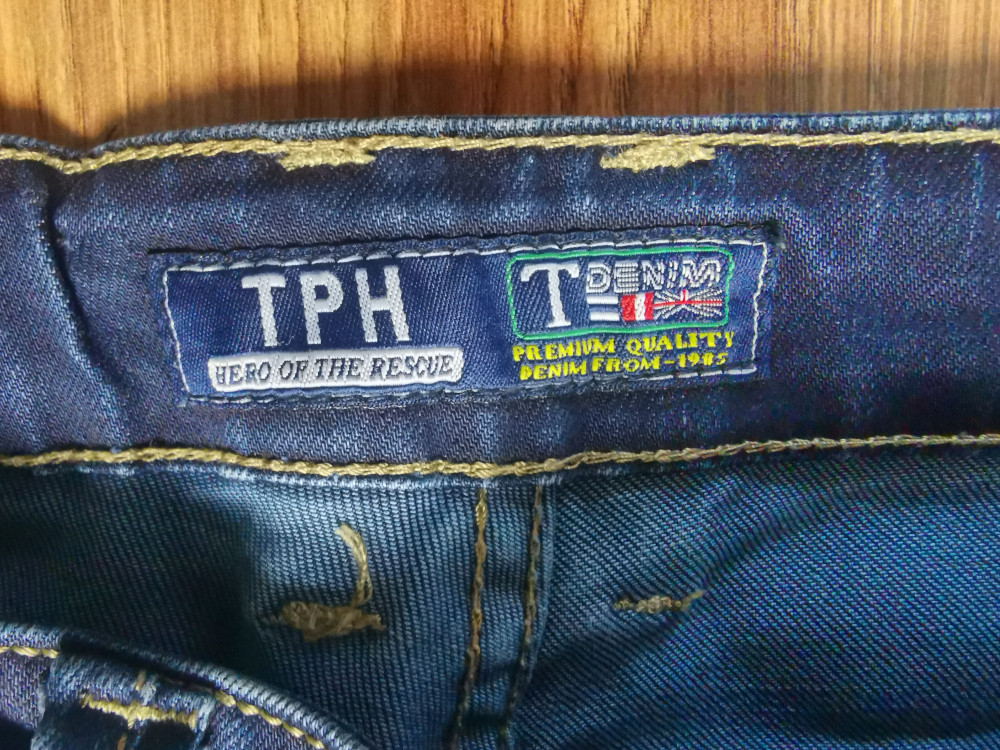 TPH
HERO OF THE RESCUE
T DENIM
PREMIUM QUALITY
DENIM FROM-1985